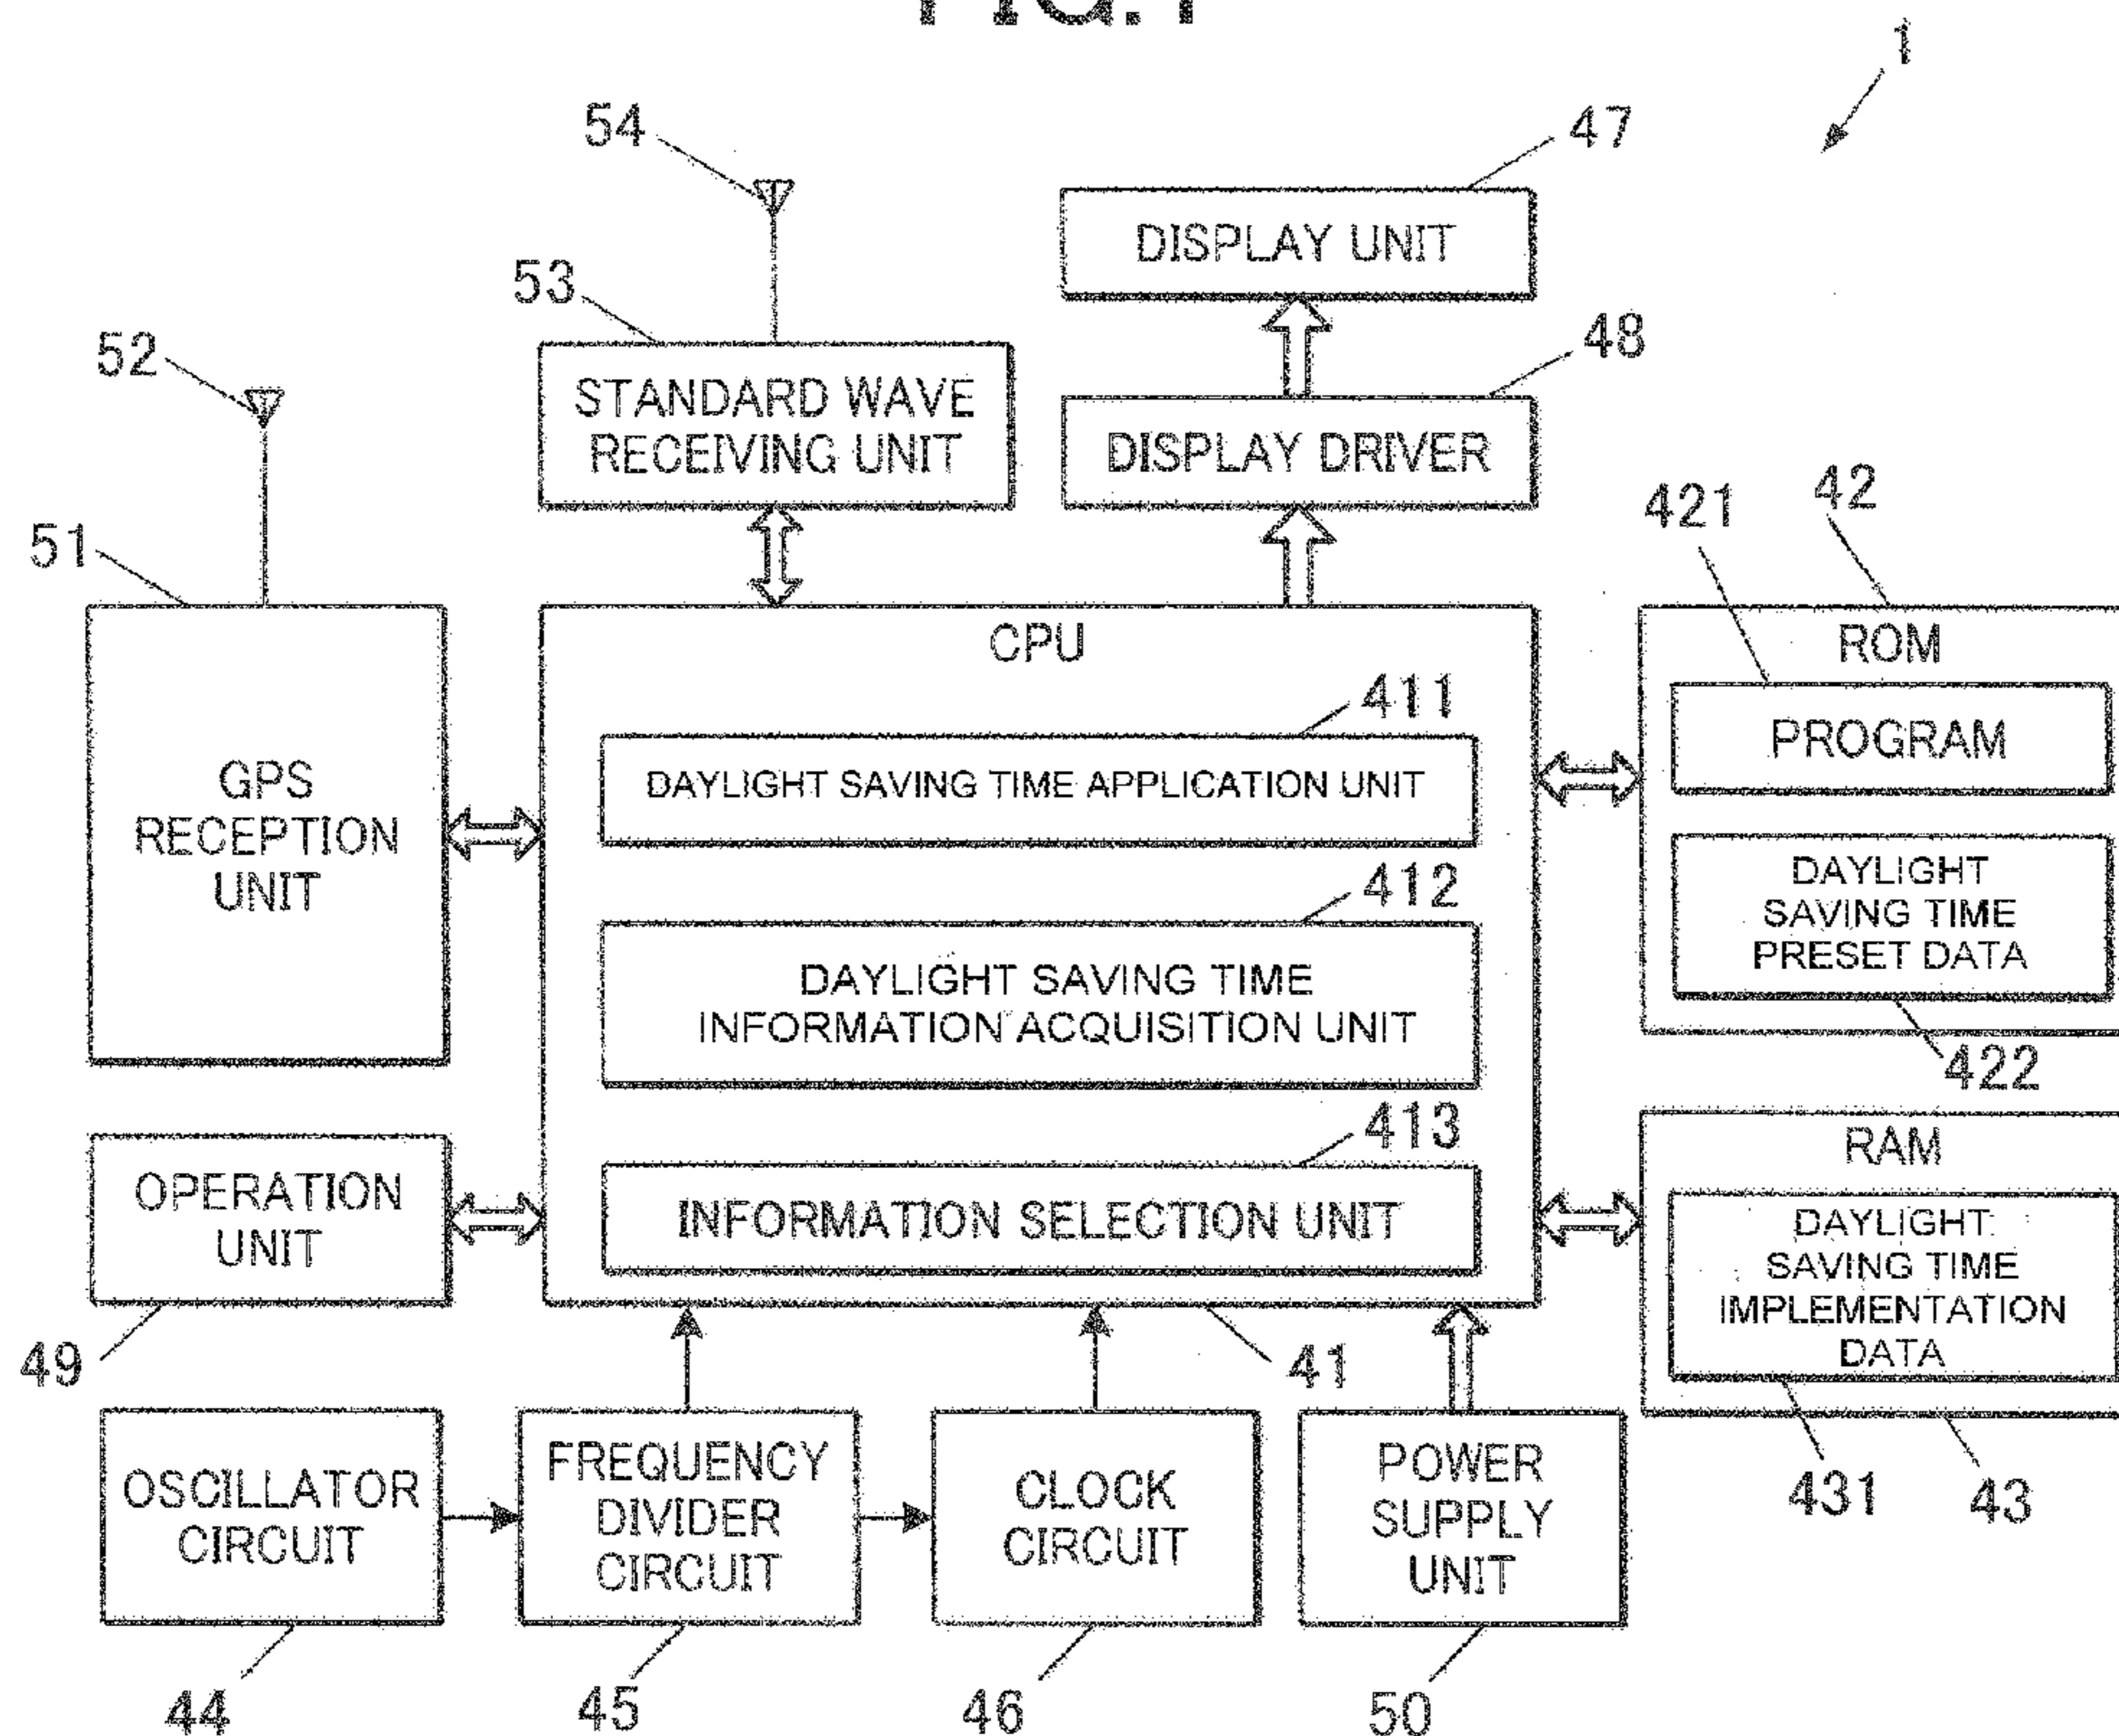 FIG.1
1
54
47
DISPLAY UNIT
53
48
52
STANDARD WAVE
RECEIVING UNIT
DISPLAY DRIVER
421
42
51
CPU
ROM
411
PROGRAM
GPS
RECEPTION
UNIT
DAYLIGHT SAVING TIME APPLICATION UNIT
412
DAYLIGHT
SAVING TIME
PRESET DATA
DAYLIGHT SAVING TIME
INFORMATION ACQUISITION UNIT
422
413
RAM
OPERATION
UNIT
INFORMATION SELECTION UNIT
DAYLIGHT
SAVING TIME
IMPLEMENTATION
DATA
49
41
OSCILLATOR
CIRCUIT
FREQUENCY
DIVIDER
CIRCUIT
CLOCK
CIRCUIT
POWER
SUPPLY
UNIT
431
43
44
45
46
50